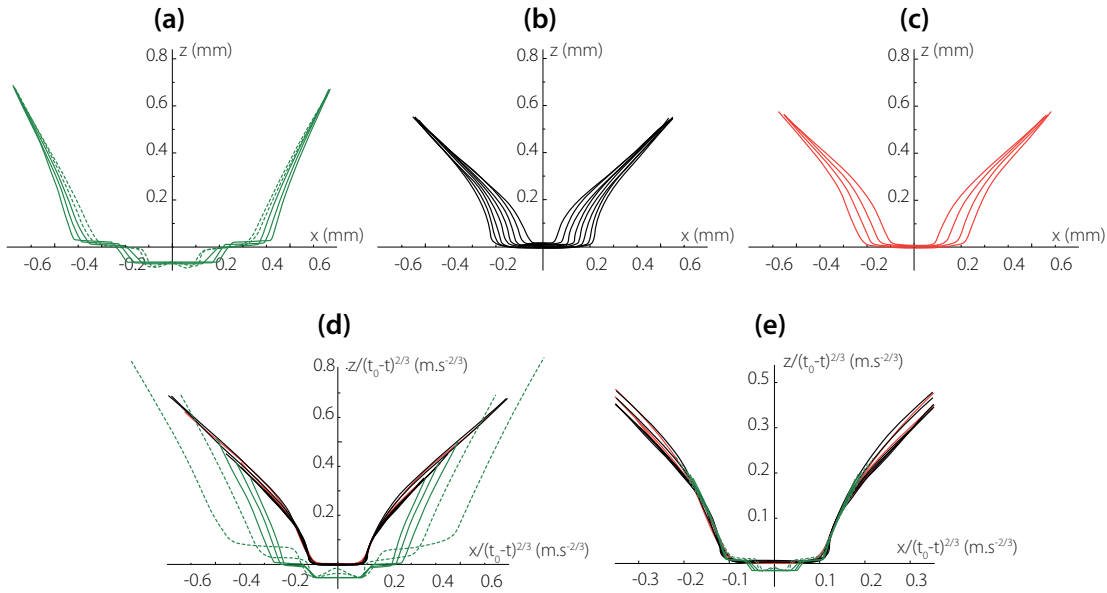 (a)
(b)
(c)
z (mm)
z (mm)
z (mm)
0.8
0.8
0.8
0.6
0.6
0.6
0.4
0.4
0.4
0.2
0.2
0.2
x (mm)
x (mm)
x (mm)
-0.6 -0.4 -0.2 0 0.2 0.4 0.6
-0.6 -0.4 -0.2 0 0.2 0.4 0.6
-0.6 -0.4 -0.2 0 0.2 0.4 0.6
(d)
(e)
0.8 z/(t0-t)2/3 (m.s-2/3)
z/(t0-t)2/3 (m.s-2/3)
0.6
0.5
0.4
0.3
0.2
0.2
0.1
x/(t0-t)2/3 (m.s-2/3)
x/(t0-t)2/3 (m.s-2/3)
-0.6 -0.4 -0.2 0 0.2 0.4 0.6
-0.3 -0.2 -0.1 0 0.1 0.2 0.3